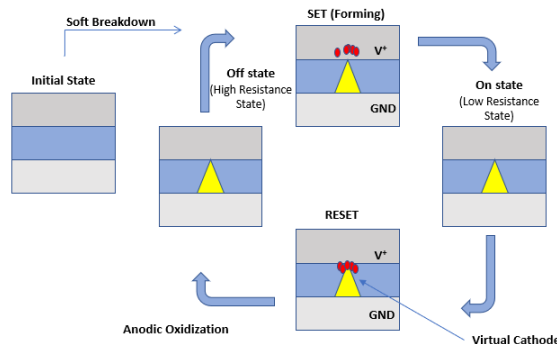 Soft Breakdown
SET (Forming)
V+
GND
Initial State
Off state
(High Resistance
State)
On state
(Low Resistance
State)
RESET
V+
GND
Anodic Oxidization
Virtual Cathode